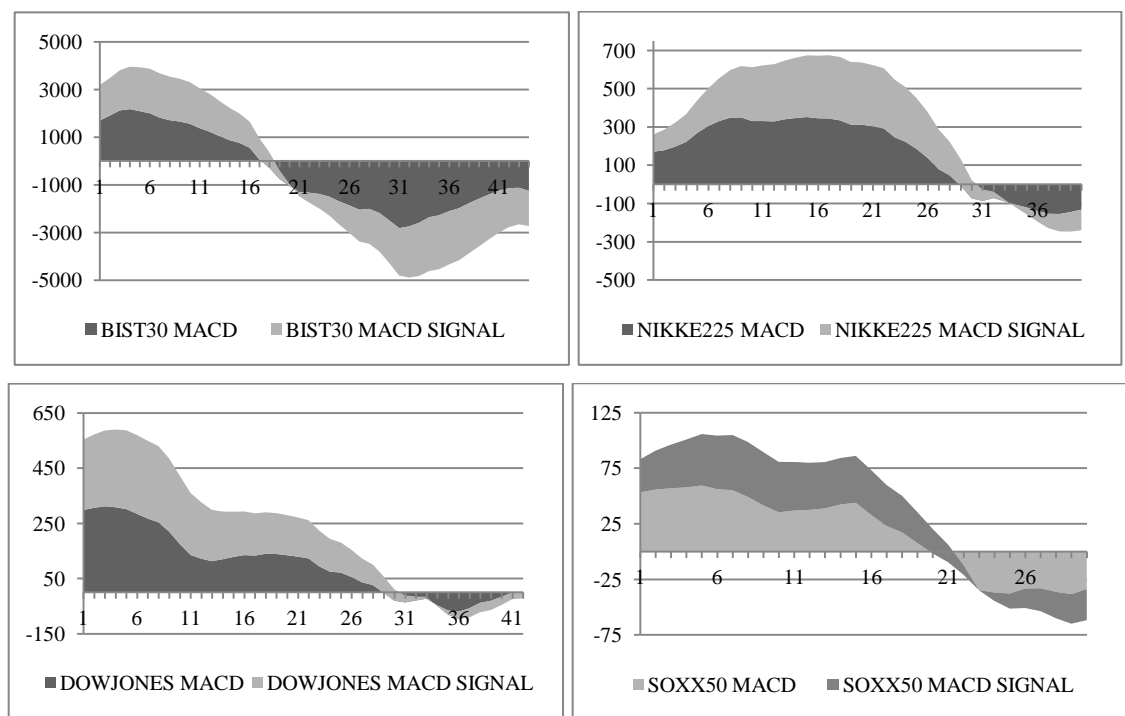 5000
3000
1000
-1000
-3000
-5000
1 6 11 16 21 26 31 36 41
BIST30 MACD BIST30 MACD SIGNAL
700
500
300
100
-100
-300
-500
1 6 11 16 21 26 31 36
NIKKE225 MACD NIKKE225 MACD SIGNAL
650
450
250
50
-150
1 6 11 16 21 26 31 36 41
DOWJONES MACD DOWJONES MACD SIGNAL
125
75
25
-25
-75
1 6 11 16 21 26
SOXX50 MACD SOXX50 MACD SIGNAL